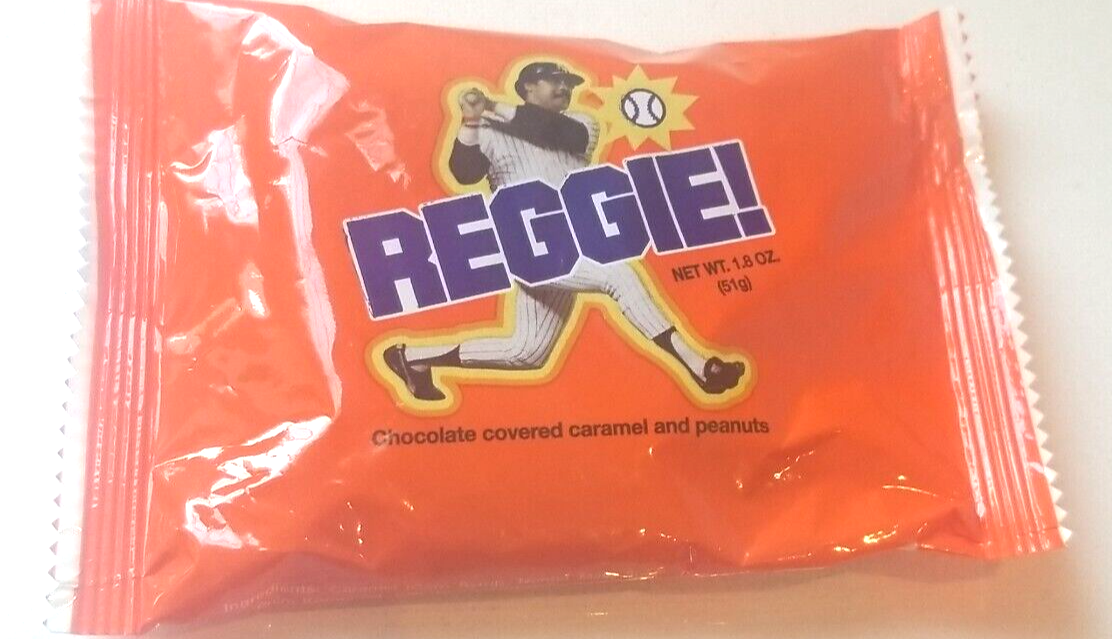 REGGIE!
NET WT. 1.8 OZ.
(51g)
Chocolate covered caramel and peanuts